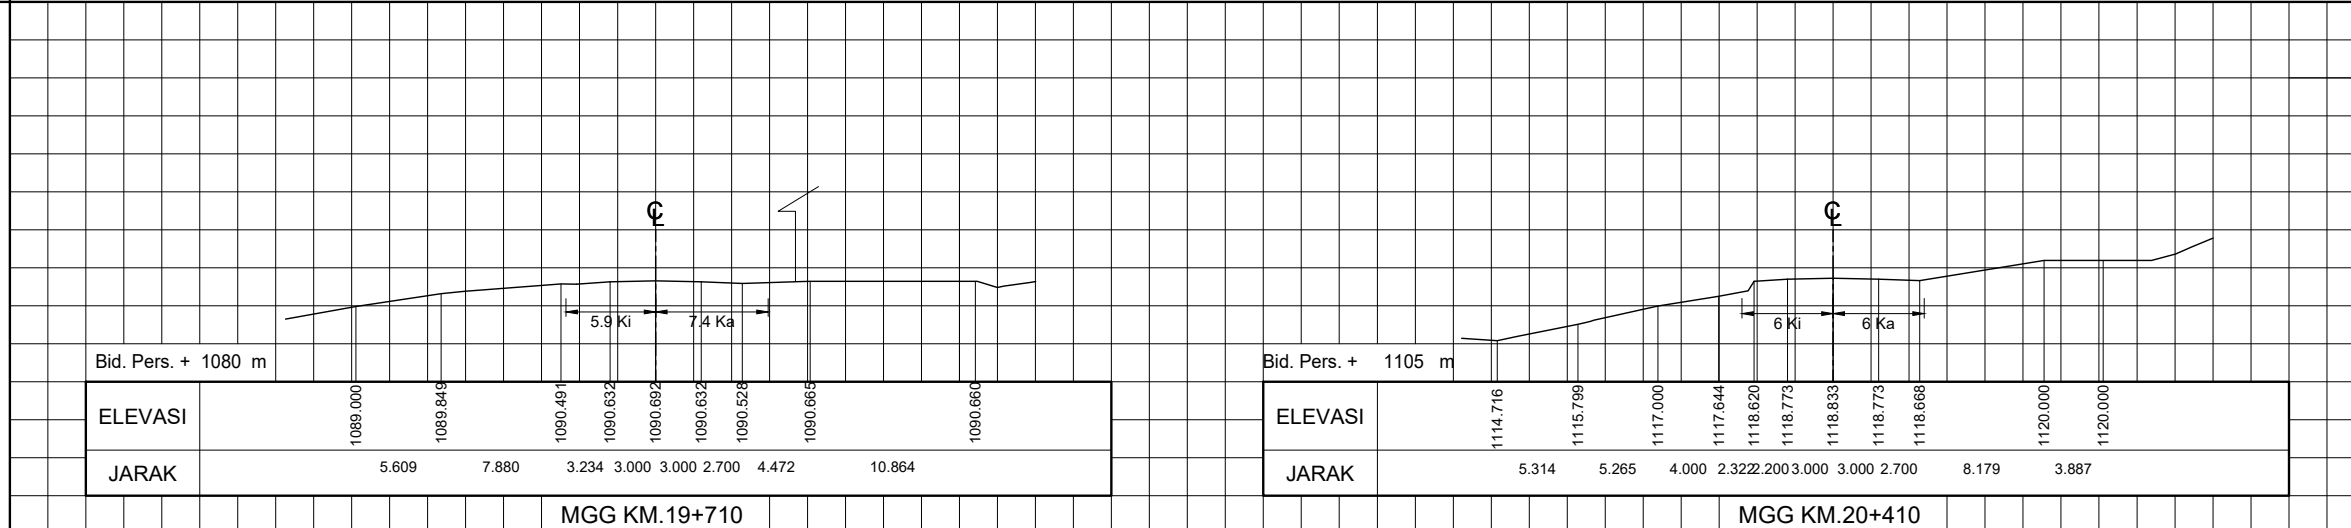 ℄
5.9 Ki 7.4 Ka
Bid. Pers. + 1080 m
ELEVASI 1089.000 1089.849 1090.491 1090.632 1090.692 1090.632 1090.528 1090.665 1090.660
JARAK 5.609 7.880 3.234 3.000 3.000 2.700 4.472 10.864
MGG KM.19+710
℄
6 Ki 6 Ka
Bid. Pers. + 1105 m
ELEVASI 1114.716 1115.799 1117.000 1117.644 1118.620 1118.773 1118.833 1118.773 1118.668 1120.000 1120.000
JARAK 5.314 5.265 4.000 2.322 2.200 3.000 3.000 2.700 8.179 3.887
MGG KM.20+410